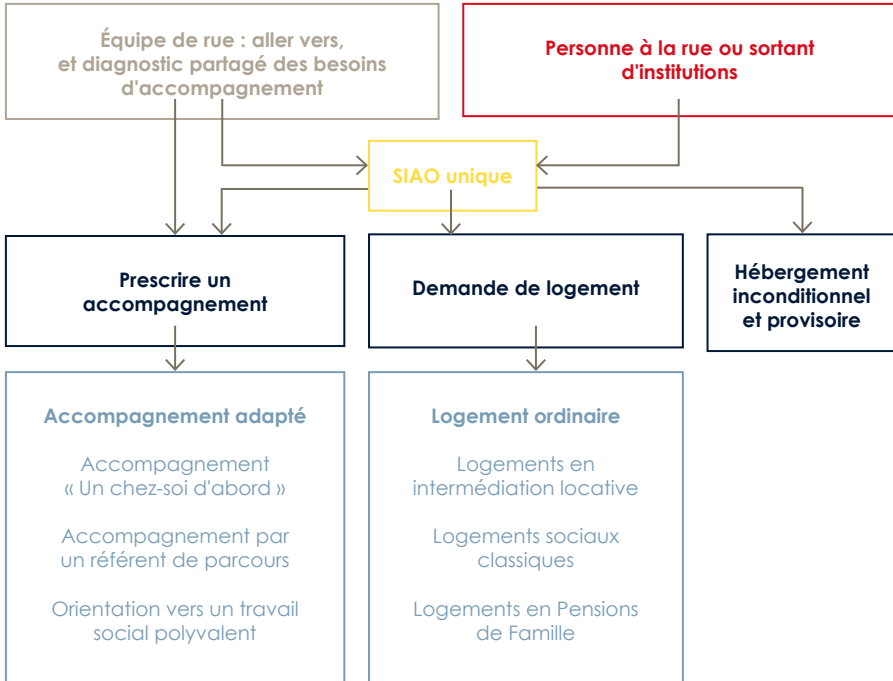 Équipe de rue : aller vers,
et diagnostic partagé des besoins
d'accompagnement
Personne à la rue ou sortant
d'institutions
SIAO unique
Prescrire un
accompagnement
Demande de logement
Hébergement
inconditionnel
et provisoire
Accompagnement adapté
Accompagnement
« Un chez-soi d'abord »
Accompagnement par
un référent de parcours
Orientation vers un travail
social polyvalent
Logement ordinaire
Logements en
intermédiation locative
Logements sociaux
classiques
Logements en Pensions
de Famille